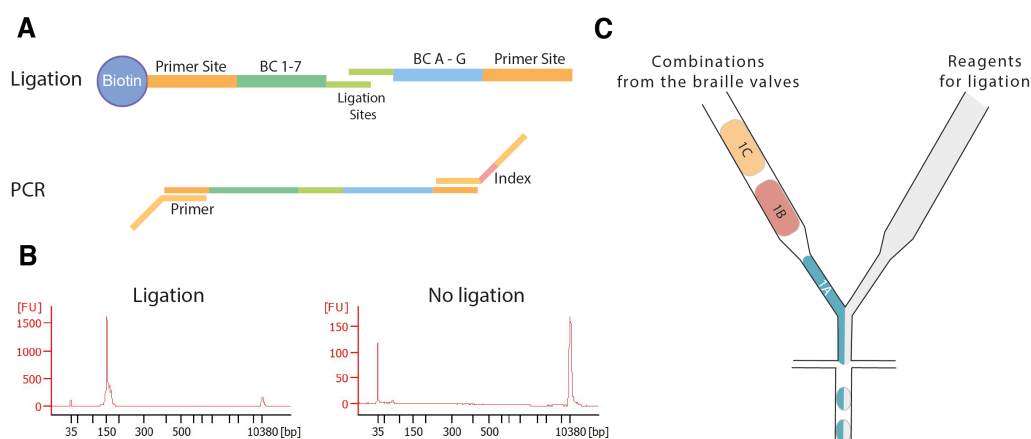 A
Ligation
Biotin
Primer Site
BC 1-7
BC A - G
Primer Site
Ligation
Sites
PCR
Primer
Index
B
Ligation
[FU]
1500
1000
500
0
35 150 300 500 10380 [bp]
No ligation
[FU]
150
100
50
0
35 150 300 500 10380 [bp]
C
Combinations
from the braille valves
Reagents
for ligation
1C
1B
1A